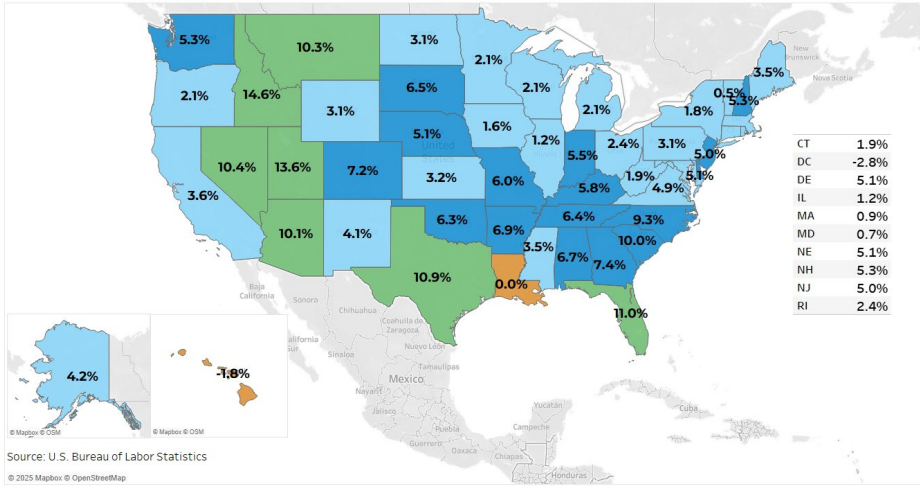 5.3%
10.3%
3.1%
2.1%
2.1%
14.6%
3.1%
6.5%
2.1%
2.1%
0.5%
5.3%
3.5%
1.8%
New Brunswick
Nova Scotia
10.4%
13.6%
7.2%
5.1%
United States
1.6%
1.2%
5.5%
2.4%
3.1%
5.0%
3.6%
3.2%
6.0%
5.8%
1.9%
4.9%
5.1%
10.1%
4.1%
6.3%
6.9%
6.4%
9.3%
10.0%
10.9%
0.0%
3.5%
6.7%
7.4%
11.0%
CT 1.9%
DC -2.8%
DE 5.1%
IL 1.2%
MA 0.9%
MD 0.7%
NE 5.1%
NH 5.3%
NJ 5.0%
RI 2.4%
Baja California
Sonora
Chihuahua
Coahuila de Zaragoza
Nuevo León
Tamaulipas
Sinaloa
Mexico
Nayarit
Jalisco
Puebla
Guerrero
Oaxaca
Chiapas
Campeche
Yucatán
Cuba
Honduras
4.2%
-1.8%
© Mapbox © OSM
© Mapbox © OSM
Source: U.S. Bureau of Labor Statistics
© 2025 Mapbox © OpenStreetMap